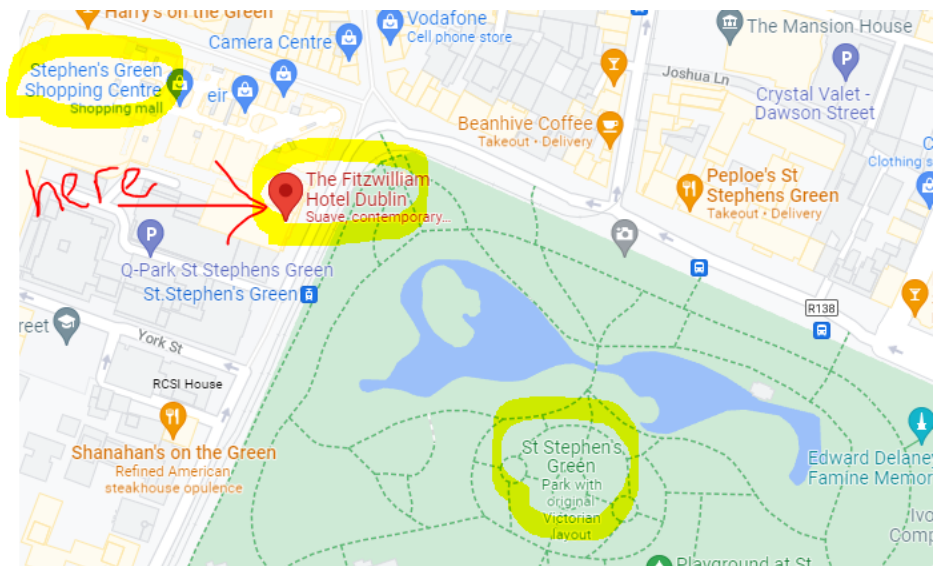 Harry's on the Green
Vodafone
Cell phone store
The Mansion House
Camera Centre
Stephen's Green
Shopping Centre
Shopping mall
eir
Joshua Ln
P
Crystal Valet -
Dawson Street
Beanhive Coffee
Takeout • Delivery
Clothing s
here
The Fitzwilliam
Hotel Dublin
Suave, contemporary...
Peploe's St
Stephens Green
Takeout • Delivery
P
Q-Park St Stephens Green
St.Stephen's Green
R138
reet
York St
RCSI House
Shanahan's on the Green
Refined American
steakhouse opulence
St Stephen's
Green
Park with
original
Victorian
layout
Edward Delaney
Famine Memor
Ivo
Comp
Playground at St